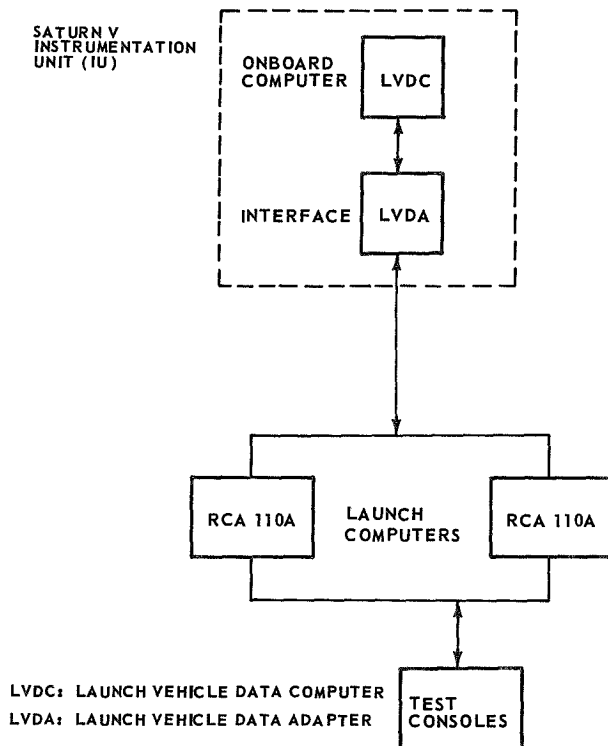 SATURN V
INSTRUMENTATION
UNIT (IU)
ONBOARD
COMPUTER
LVDC
INTERFACE
LVDA
RCA 110A
LAUNCH
COMPUTERS
RCA 110A
LVDC: LAUNCH VEHICLE DATA COMPUTER
LVDA: LAUNCH VEHICLE DATA ADAPTER
TEST
CONSOLES